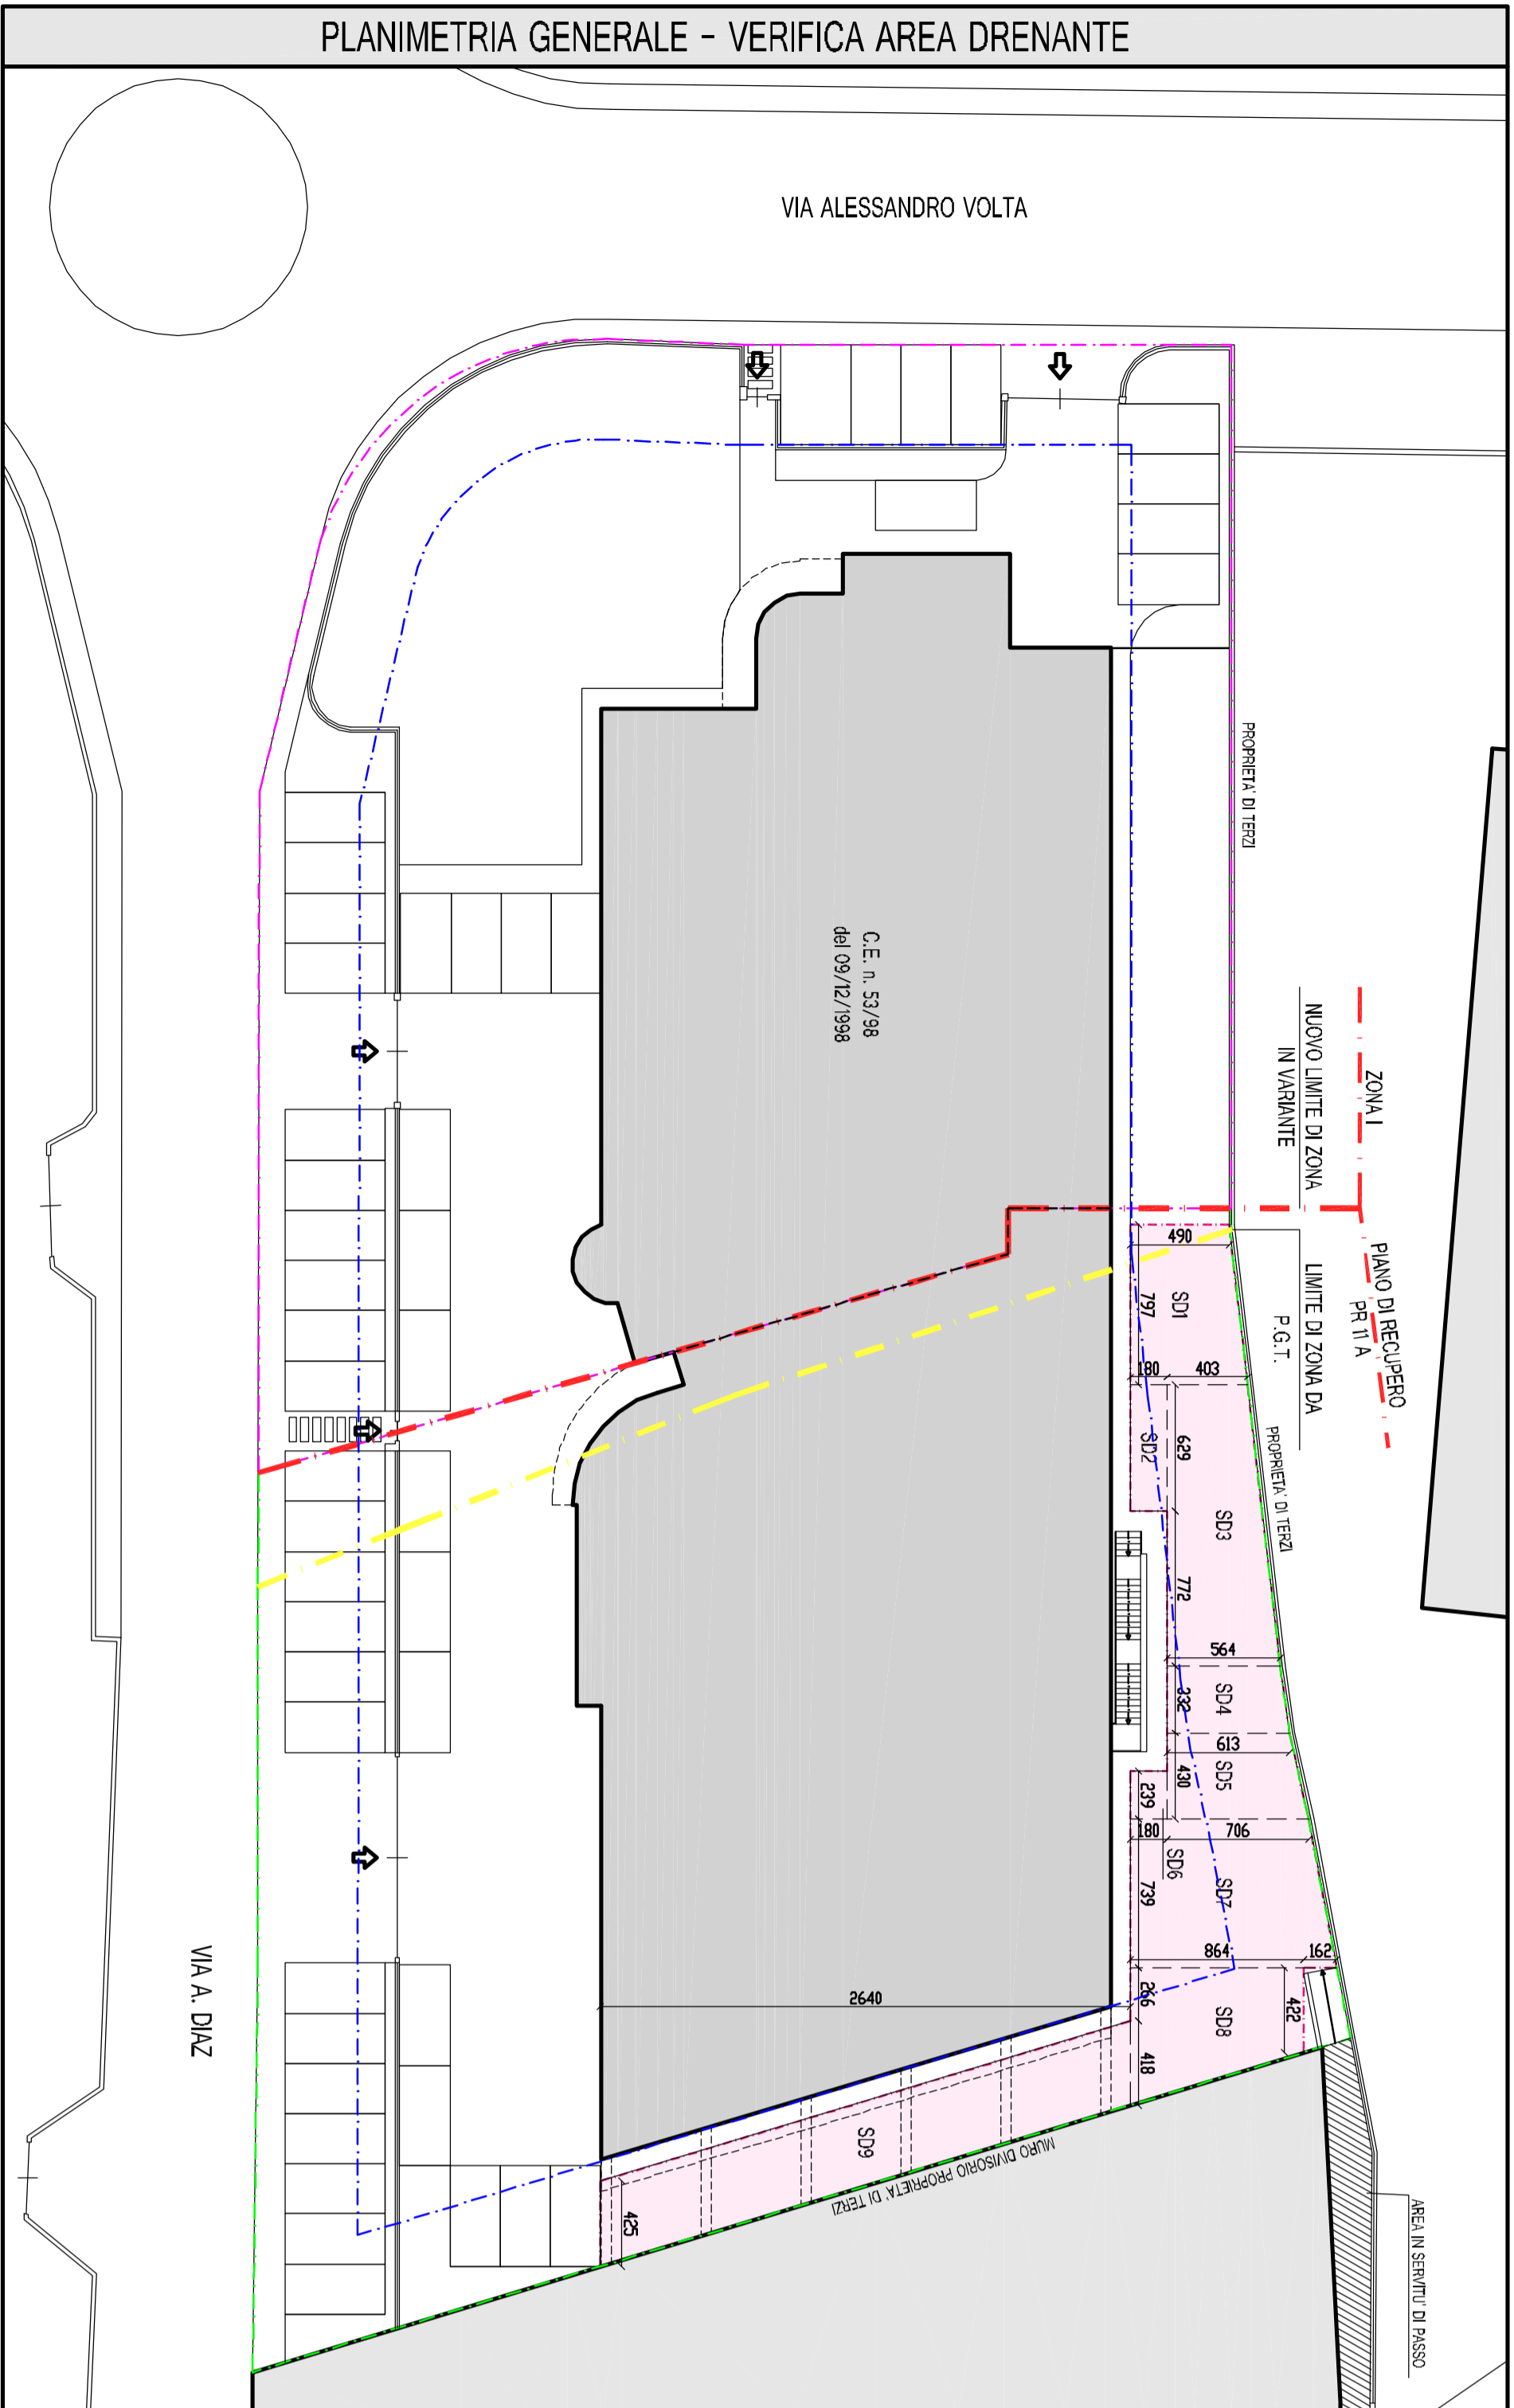 PLANIMETRIA GENERALE - VERIFICA AREA DRENANTE
VIA ALESSANDRO VOLTA
PROPRIETA' DI TERZI
C.E. n. 53/98
del 09/12/1998
ZONA I
NUOVO LIMITE DI ZONA
IN VARIANTE
PIANO DI RECUPERO
PR 11 A
LIMITE DI ZONA DA
P.G.T.
PROPRIETA' DI TERZI
490
SD1
797
180
403
629
SD2
SD3
772
564
SD4
332
613
SD5
430
239
180
706
SD6
SD7
739
864
162
266
422
SD8
2640
418
SD9
425
MURO DIVISORIO PROPRIETA' DI TERZI
VIA A. DIAZ
AREA IN SERVITU' DI PASSO